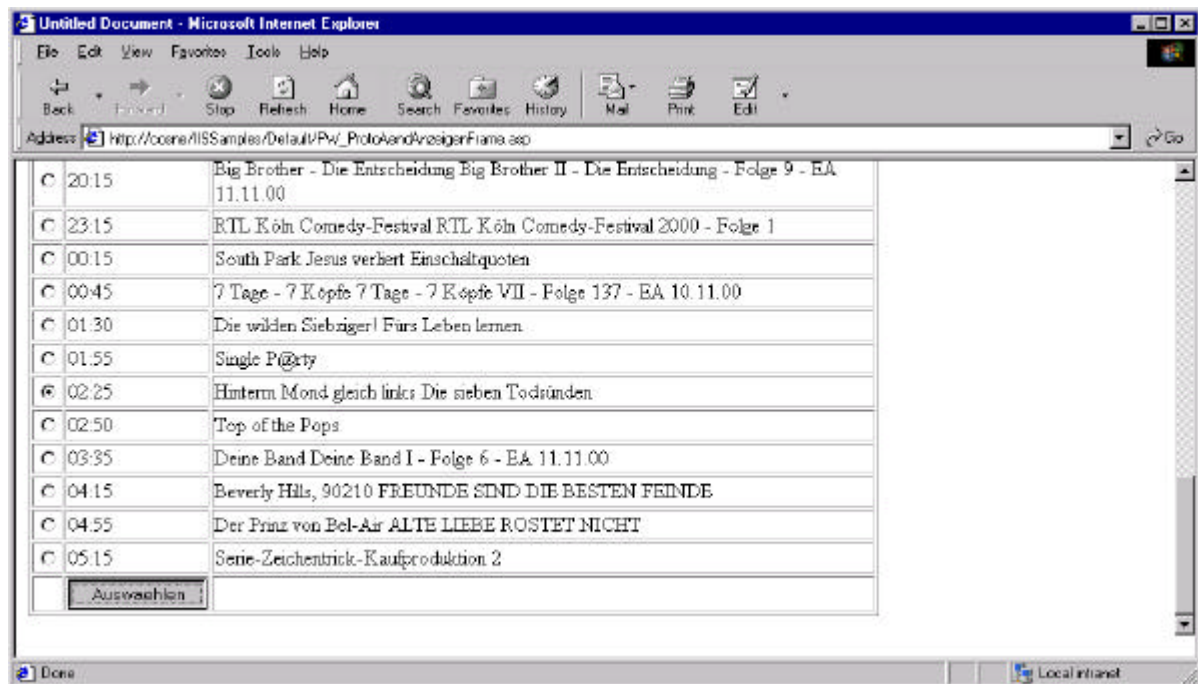 Untitled Document - Microsoft Internet Explorer
File Edit View Favorites Tools Help
Back Forward Stop Refresh Home Search Favorites History Mail Print Edit
Address http://cosne/IISSamples/Default/PW_ProtoAendAnzeigenFrame.asp Go
20:15 Big Brother - Die Entscheidung Big Brother II - Die Entscheidung - Folge 9 - EA
11.11.00
23:15 RTL Köln Comedy-Festival RTL Köln Comedy-Festival 2000 - Folge 1
00:15 South Park Jesus verliert Einschaltquoten
00:45 7 Tage - 7 Köpfe 7 Tage - 7 Köpfe VII - Folge 137 - EA 10.11.00
01:30 Die wilden Siebziger! Fürs Leben lernen
01:55 Single P@rty
02:25 Hinterm Mond gleich links Die sieben Todsünden
02:50 Top of the Pops
03:35 Deine Band Deine Band I - Folge 6 - EA 11.11.00
04:15 Beverly Hills, 90210 FREUNDE SIND DIE BESTEN FEINDE
04:55 Der Prinz von Bel-Air ALTE LIEBE ROSTET NICHT
05:15 Serie-Zeichentrick-Kaufproduktion 2
Auswaehlen
Done Local intranet